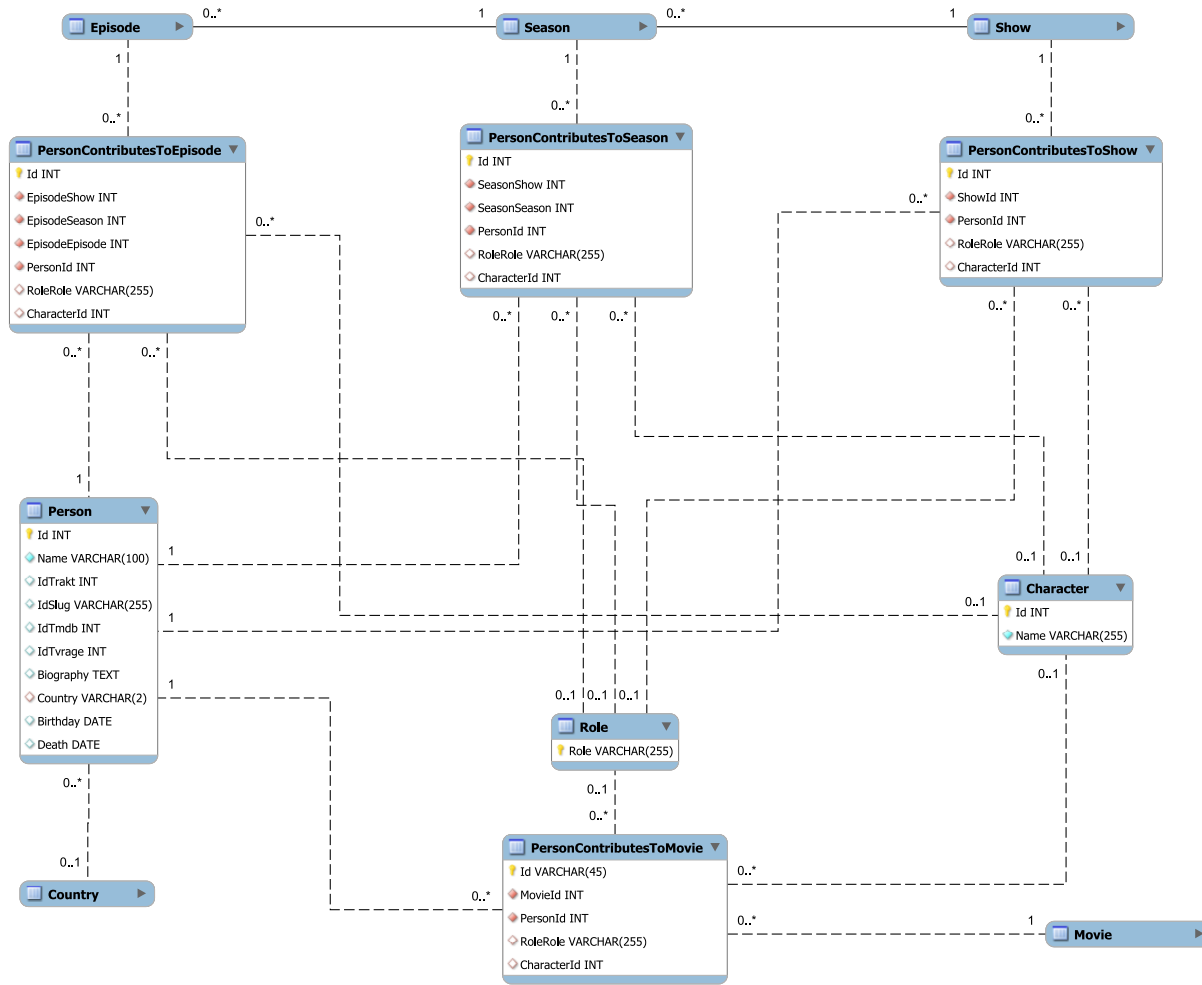 0..*
1
0..*
1
Episode
Season
Show
1
1
1
0..*
0..*
0..*
PersonContributesToEpisode
Id INT
EpisodeShow INT
EpisodeSeason INT
EpisodeEpisode INT
PersonId INT
RoleRole VARCHAR(255)
CharacterId INT
PersonContributesToSeason
Id INT
SeasonShow INT
SeasonSeason INT
PersonId INT
RoleRole VARCHAR(255)
CharacterId INT
PersonContributesToShow
Id INT
ShowId INT
PersonId INT
RoleRole VARCHAR(255)
CharacterId INT
0..*
0..*
0..*
0..*
0..*
0..*
0..*
0..*
0..*
1
Person
Id INT
Name VARCHAR(100)
IdTrakt INT
IdSlug VARCHAR(255)
IdTmdb INT
IdTvrage INT
Biography TEXT
Country VARCHAR(2)
Birthday DATE
Death DATE
1
1
1
0..1
0..1
0..1
Character
Id INT
Name VARCHAR(255)
0..1
0..1
0..1
0..1
Role
Role VARCHAR(255)
0..*
0..1
Country
0..1
0..*
PersonContributesToMovie
Id VARCHAR(45)
MovieId INT
PersonId INT
RoleRole VARCHAR(255)
CharacterId INT
0..*
0..*
0..*
1
Movie